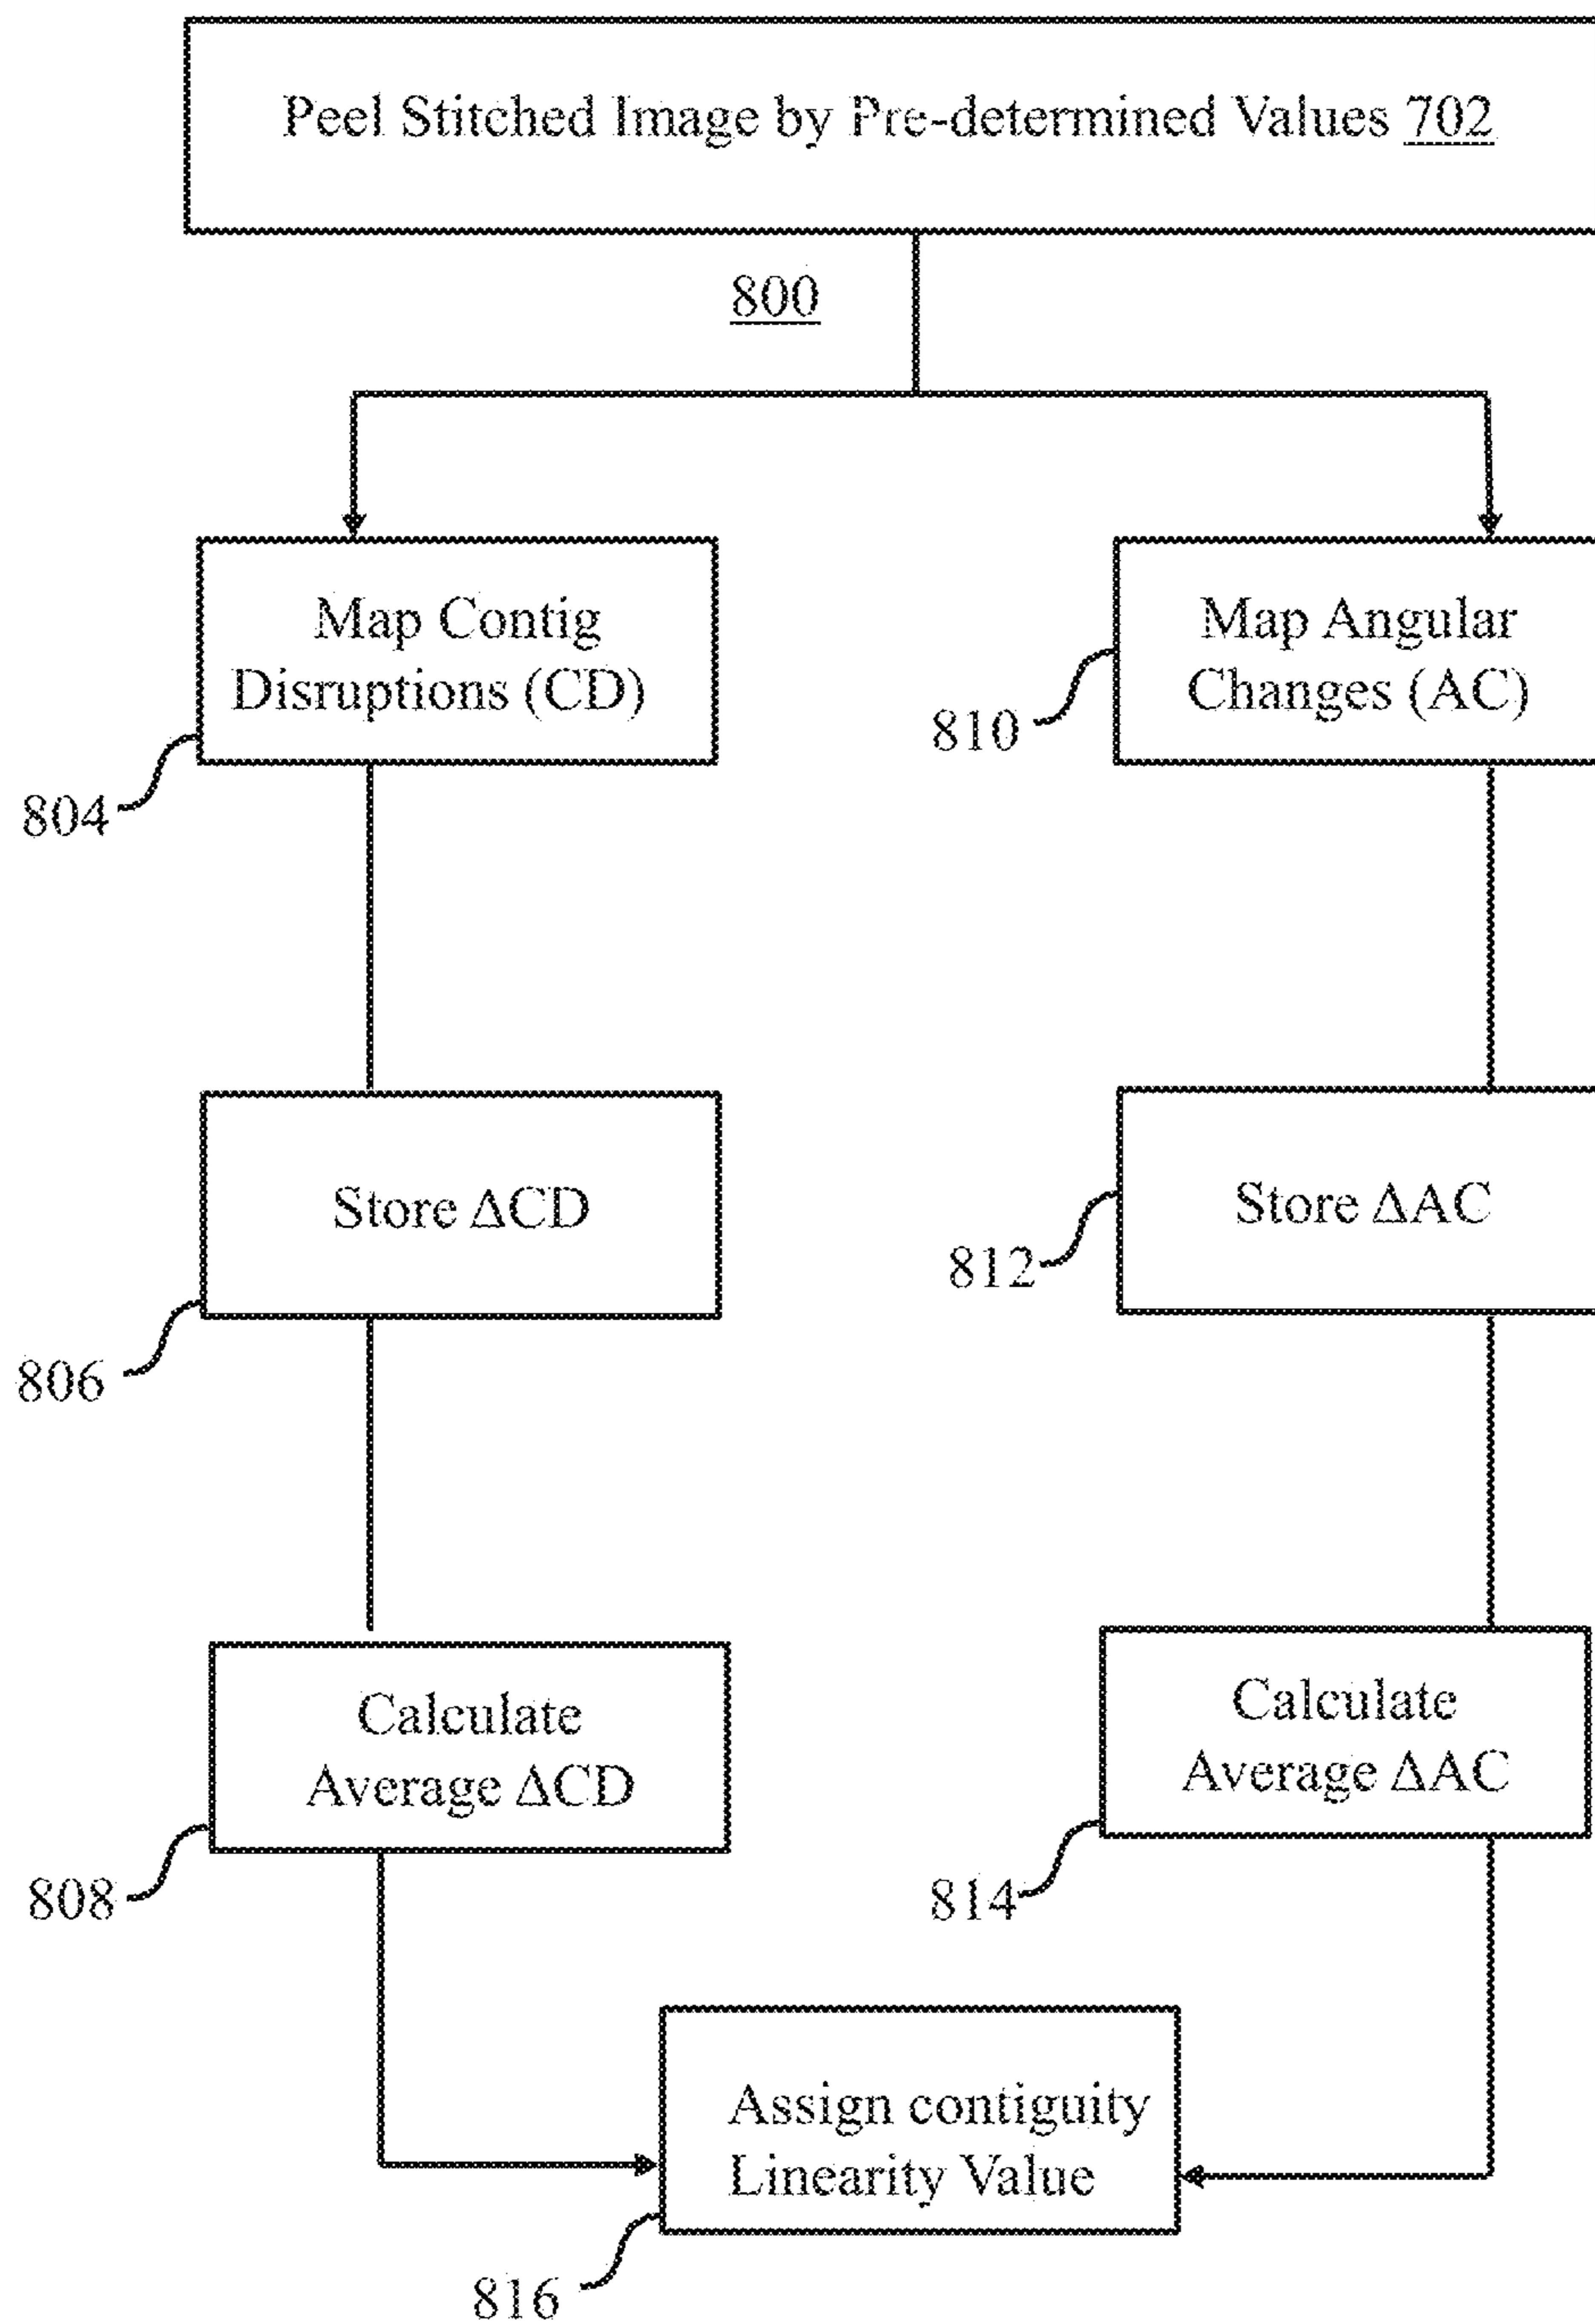 Peel Stitched Image by Pre-determined Values 702
800
Map Contig
Disruptions (CD)
804
Map Angular
Changes (AC)
810
Store ΔCD
806
Store ΔAC
812
Calculate
Average ΔCD
808
Calculate
Average ΔAC
814
Assign contiguity
Linearity Value
816